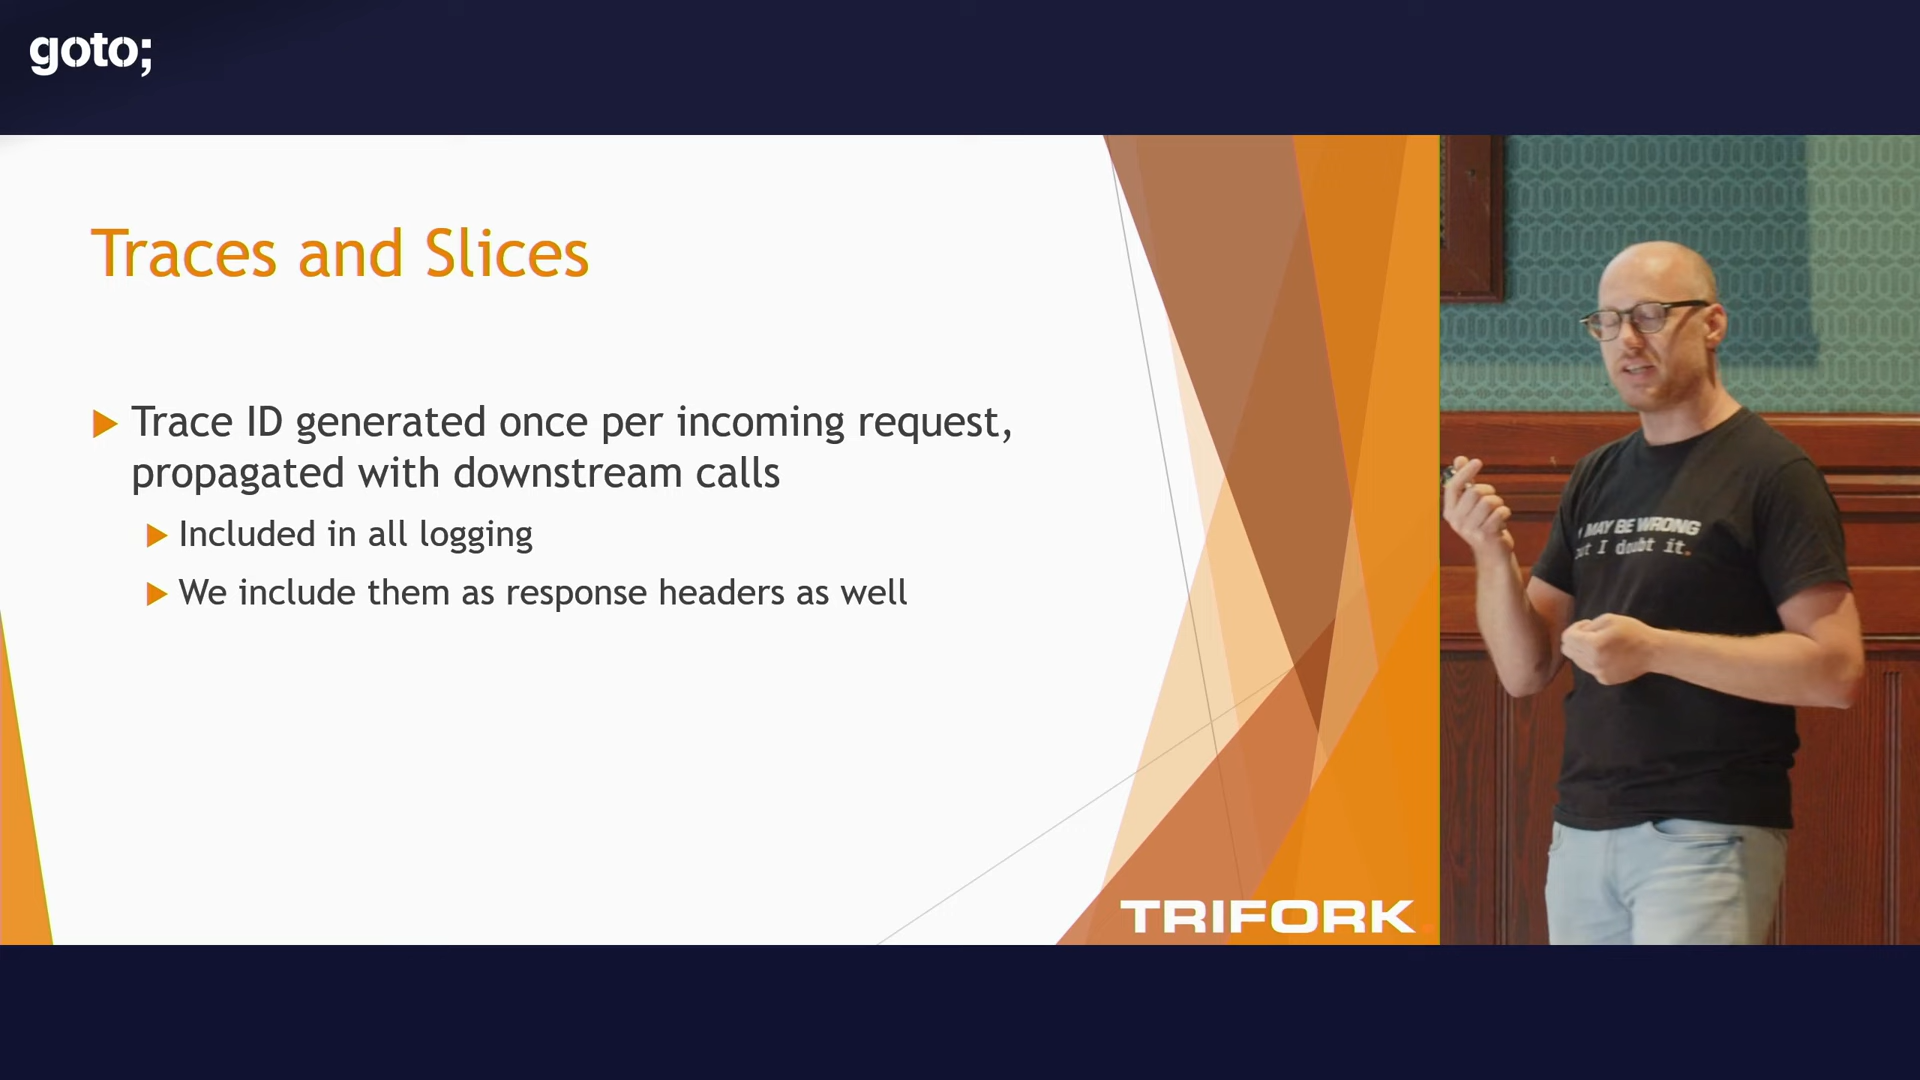 goto;
Traces and Slices
Trace ID generated once per incoming request,
propagated with downstream calls
Included in all logging
We include them as response headers as well
TRIFORK.
MAY BE WRONG
but I doubt it.